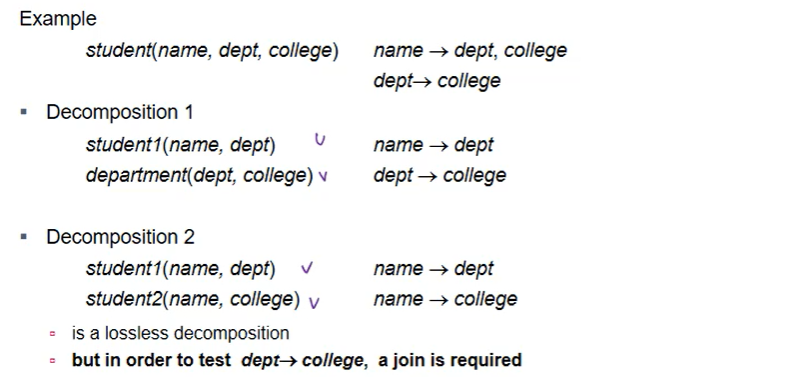 Example
student(name, dept, college) name → dept, college
dept→ college
▪ Decomposition 1
student1(name, dept) name → dept
department(dept, college) name dept → college
▪ Decomposition 2
student1(name, dept) name → dept
student2(name, college) name → college
▫ is a lossless decomposition
▫ but in order to test dept→ college, a join is required